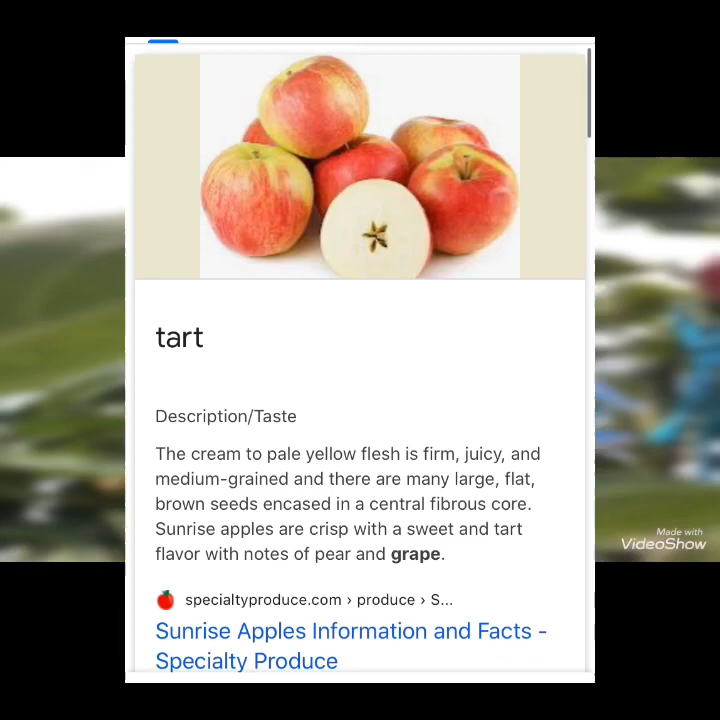 tart
Description/Taste
The cream to pale yellow flesh is firm, juicy, and
medium-grained and there are many large, flat,
brown seeds encased in a central fibrous core.
Sunrise apples are crisp with a sweet and tart
flavor with notes of pear and grape.
specialtyproduce.com › produce › S...
Sunrise Apples Information and Facts -
Specialty Produce
Made with
VideoShow